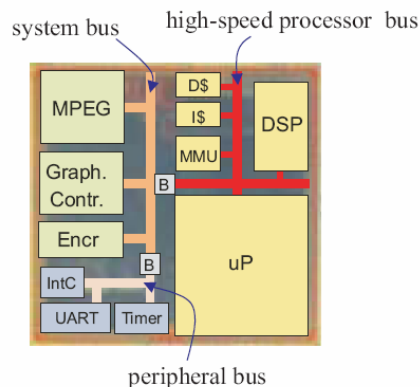 high-speed processor bus
system bus
MPEG
D$
I$
MMU
DSP
Graph.
Contr.
B
Encr
B
uP
IntC
UART
Timer
peripheral bus